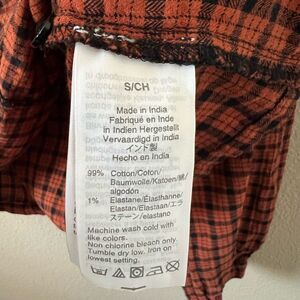 S/CH
Made in India
Fabriqué en Inde
in Indien Hergestellt
Vervaardigd in India
インド製
Hecho en India
99% Cotton/Coton/
Baumwolle/Katoen/綿/
algodón
1% Elastane/Elasthanne/
Elastan/Elastaan/エラ
ステーン/elastano
Machine wash cold with
like colors.
Non chlorine bleach only.
Tumble dry low. Iron on
lowest setting.